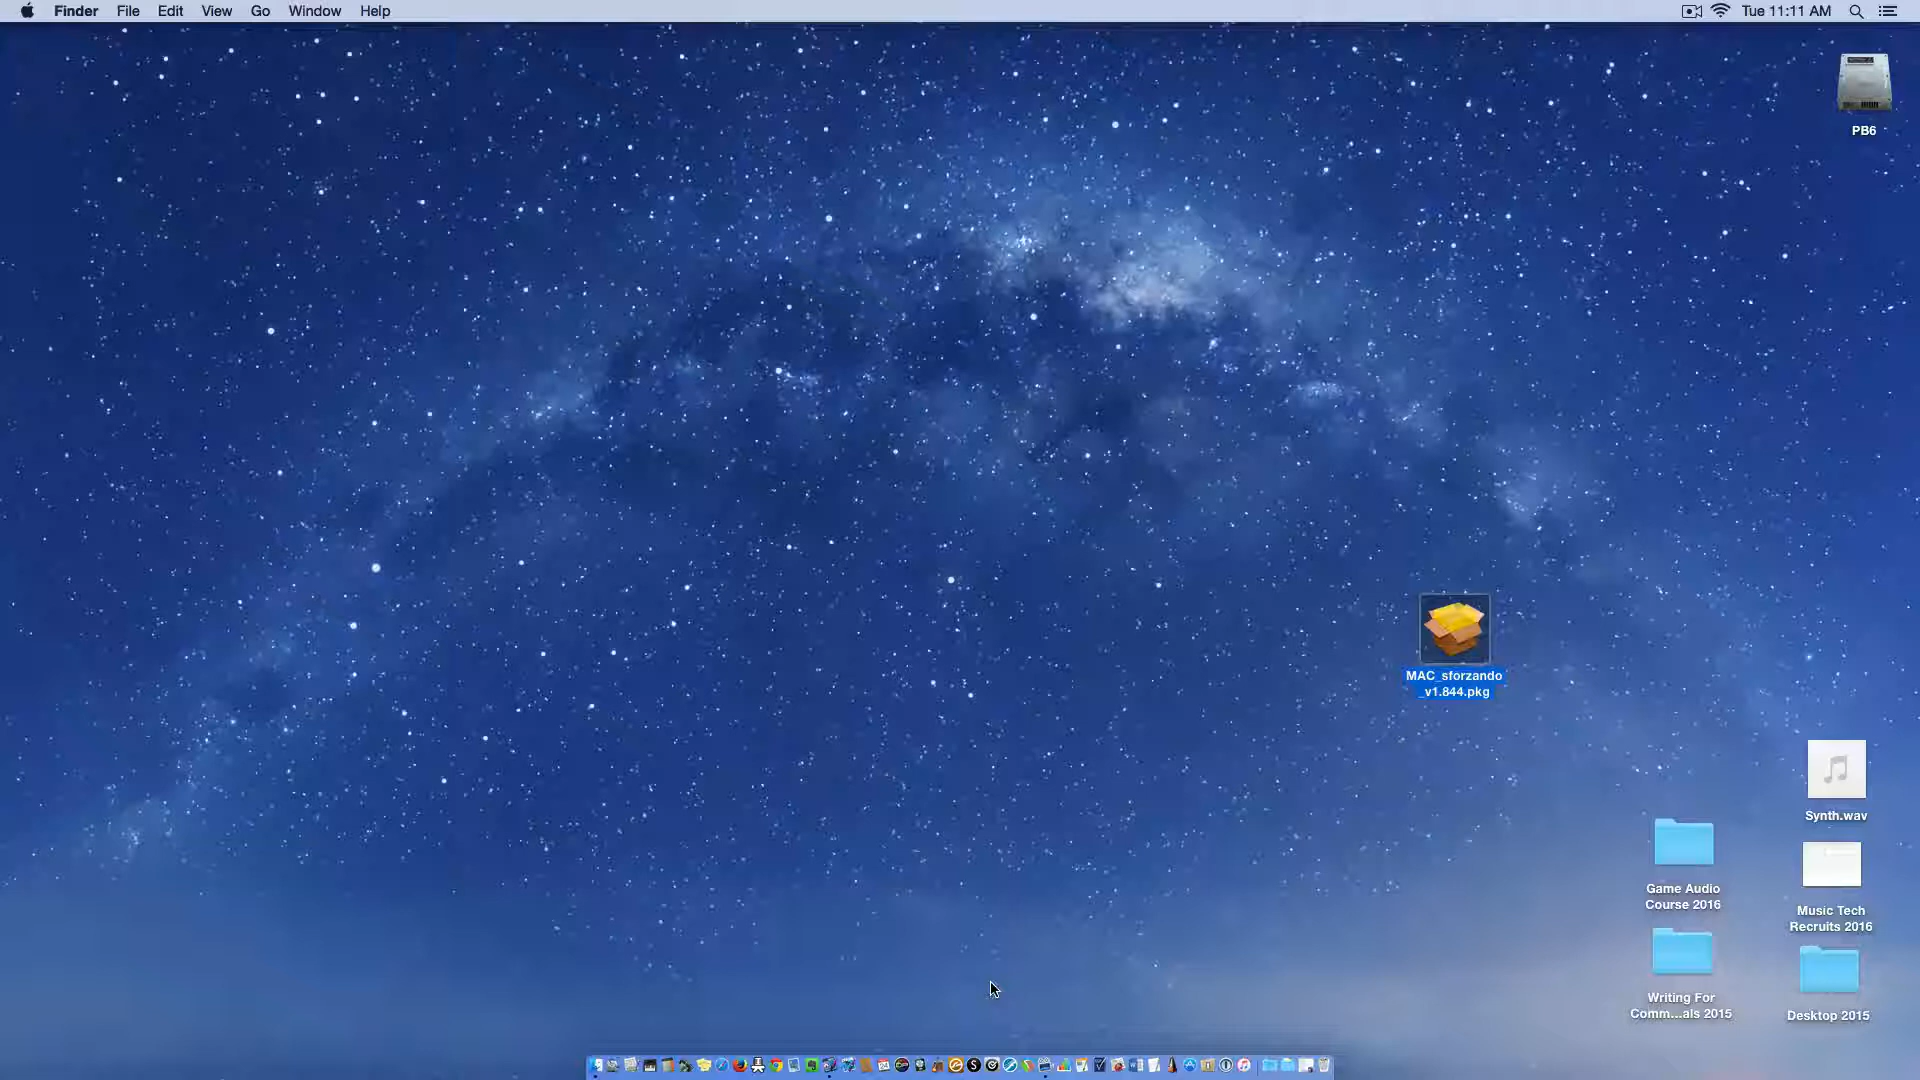 Finder File Edit View Go Window Help
Tue 11:11 AM
PB6
MAC_sforzando
_v1.844.pkg
Synth.wav
Game Audio
Course 2016
Music Tech
Recruits 2016
Writing For
Comm...als 2015
Desktop 2015